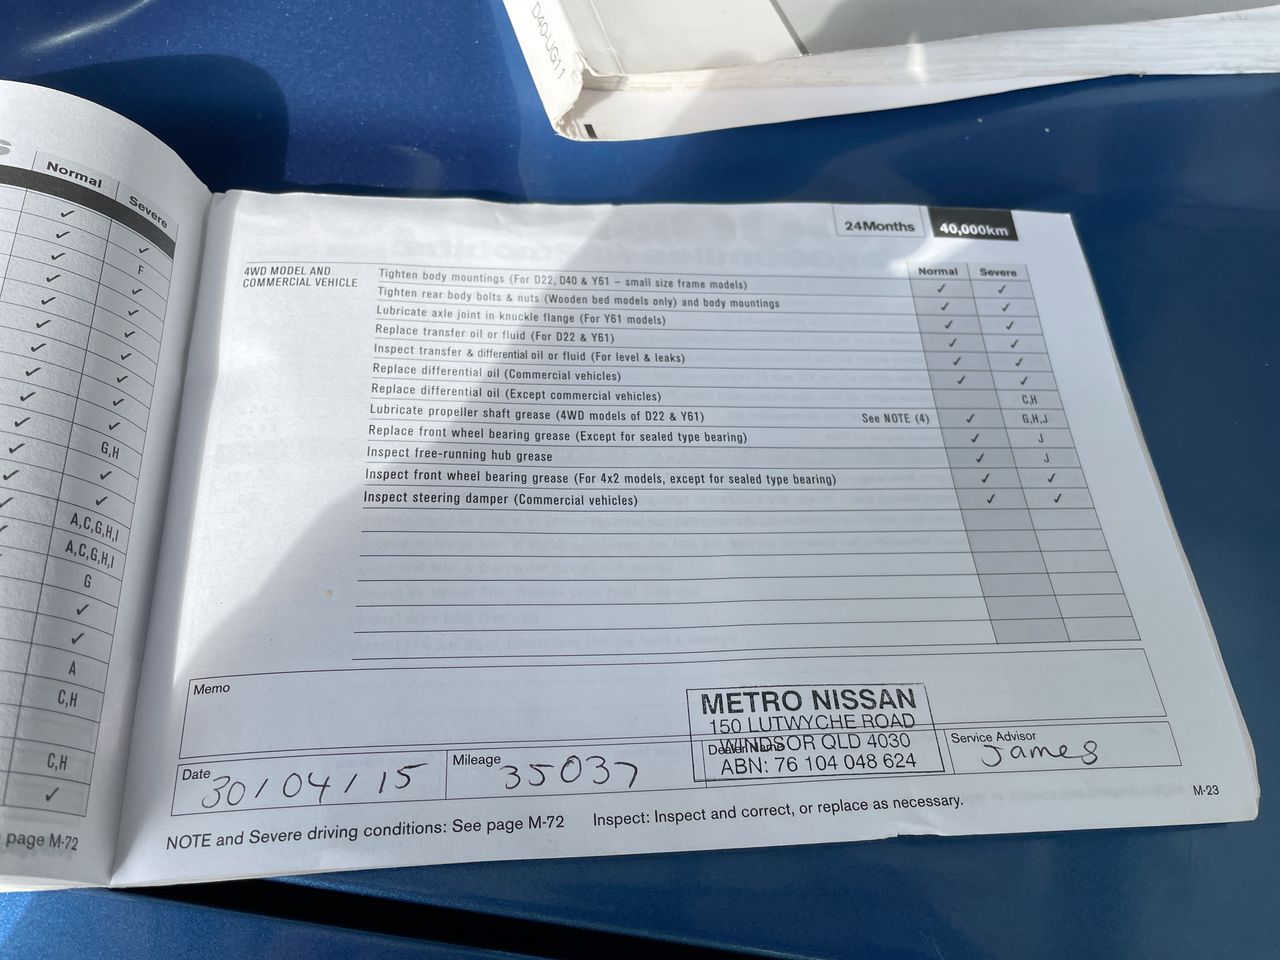 D40-UG11
Normal
Severe
F
G,H
A,C,G,H,I
A,C,G,H,I
G
A
C,H
C,H
page M-72
24Months 40,000km
4WD MODEL AND
COMMERCIAL VEHICLE
Normal Severe
Tighten body mountings (For D22, D40 & Y61 – small size frame models) ✓ ✓
Tighten rear body bolts & nuts (Wooden bed models only) and body mountings ✓ ✓
Lubricate axle joint in knuckle flange (For Y61 models) ✓ ✓
Replace transfer oil or fluid (For D22 & Y61) ✓ ✓
Inspect transfer & differential oil or fluid (For level & leaks) ✓ ✓
Replace differential oil (Commercial vehicles) ✓ ✓
Replace differential oil (Except commercial vehicles) C,H
Lubricate propeller shaft grease (4WD models of D22 & Y61) See NOTE (4) ✓ G,H,J
Replace front wheel bearing grease (Except for sealed type bearing) ✓ J
Inspect free-running hub grease ✓ J
Inspect front wheel bearing grease (For 4x2 models, except for sealed type bearing) ✓ ✓
Inspect steering damper (Commercial vehicles) ✓ ✓
Memo
METRO NISSAN
150 LUTWYCHE ROAD
WINDSOR QLD 4030
ABN: 76 104 048 624
Date 30/04/15
Mileage 35037
Dealer Name
Service Advisor James
NOTE and Severe driving conditions: See page M-72 Inspect: Inspect and correct, or replace as necessary.
M-23